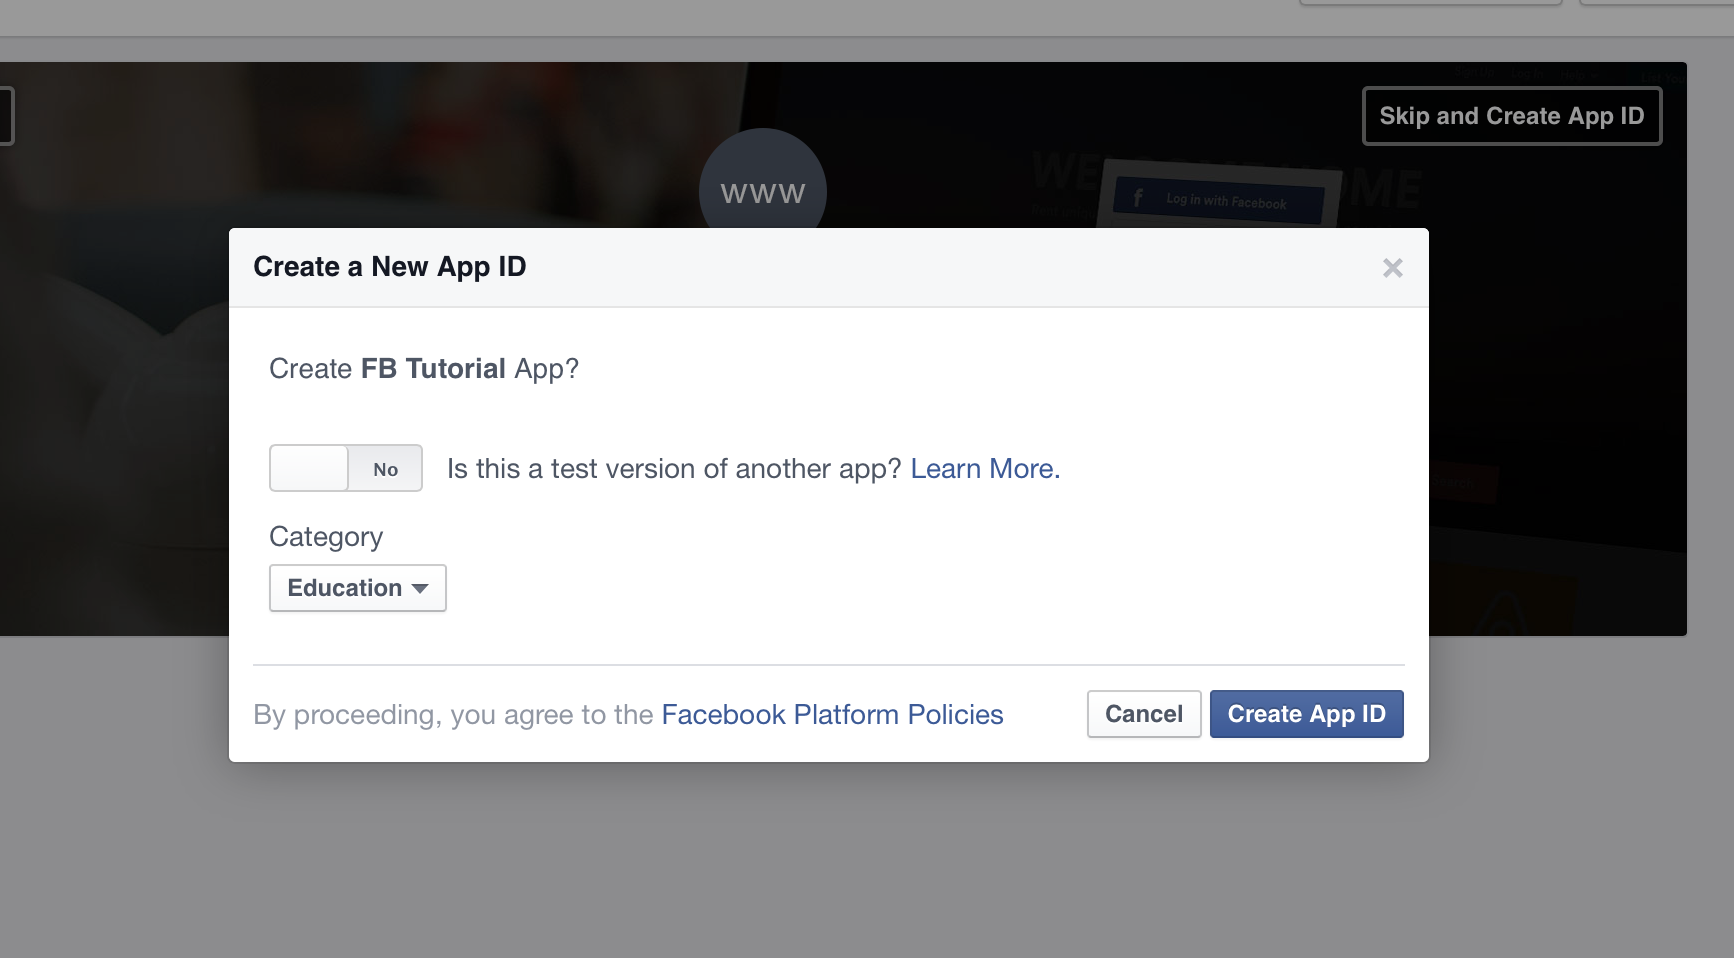 Skip and Create App ID
www
Log in with Facebook
Create a New App ID
Create FB Tutorial App?
No
Is this a test version of another app? Learn More.
Category
Education
By proceeding, you agree to the Facebook Platform Policies
Cancel
Create App ID